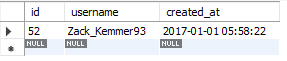 id username created_at
52 Zack_Kemmer93 2017-01-01 05:58:22
NULL NULL NULL